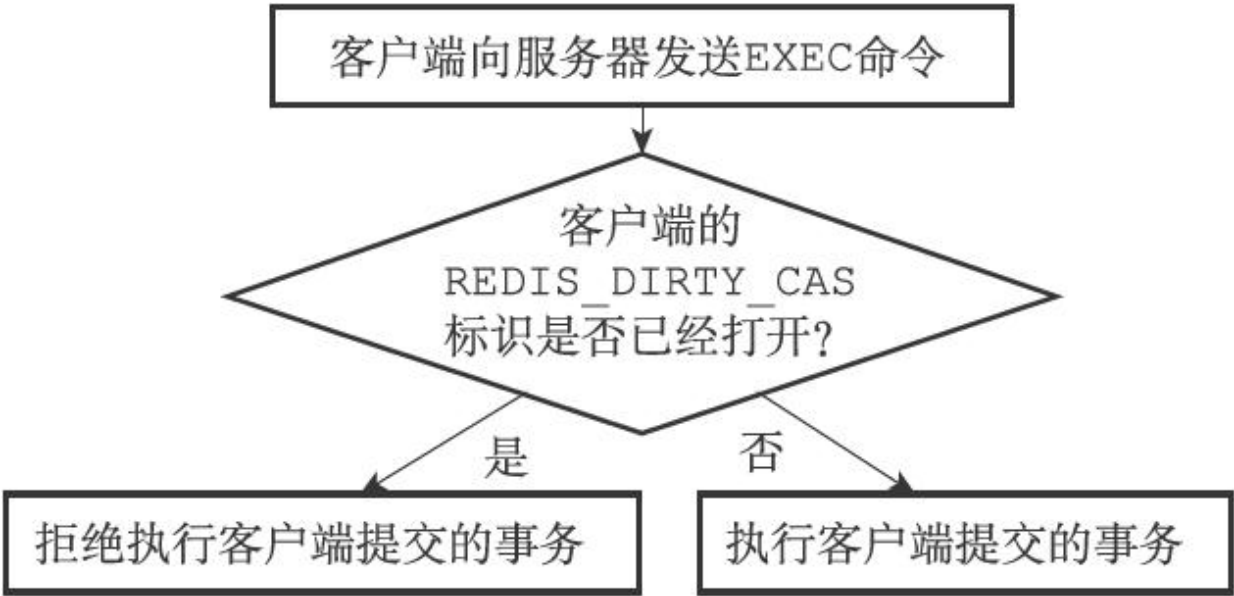 客户端向服务器发送EXEC命令
客户端的
REDIS_DIRTY_CAS
标识是否已经打开?
是
否
拒绝执行客户端提交的事务
执行客户端提交的事务